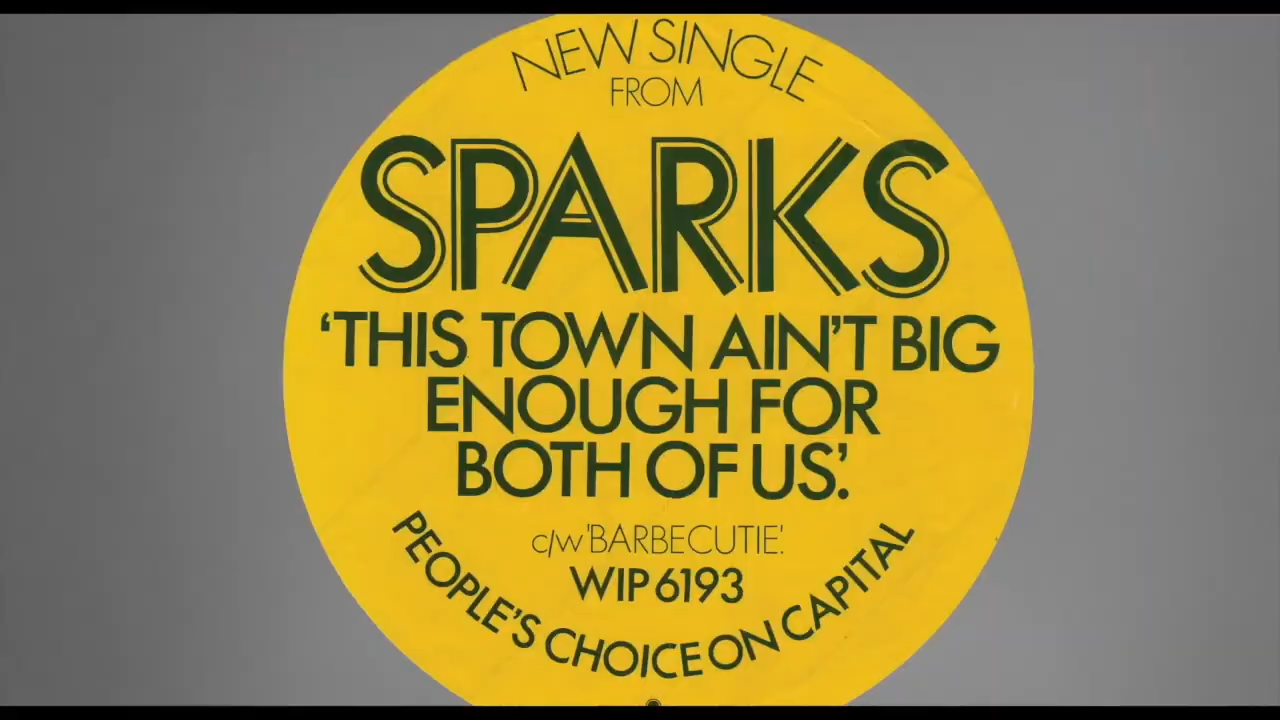 NEW SINGLE
FROM
SPARKS
‘THIS TOWN AIN’T BIG
ENOUGH FOR
BOTH OF US’.
c/w 'BARBECUTIE'.
WIP 6193
PEOPLE’S CHOICE ON CAPITAL